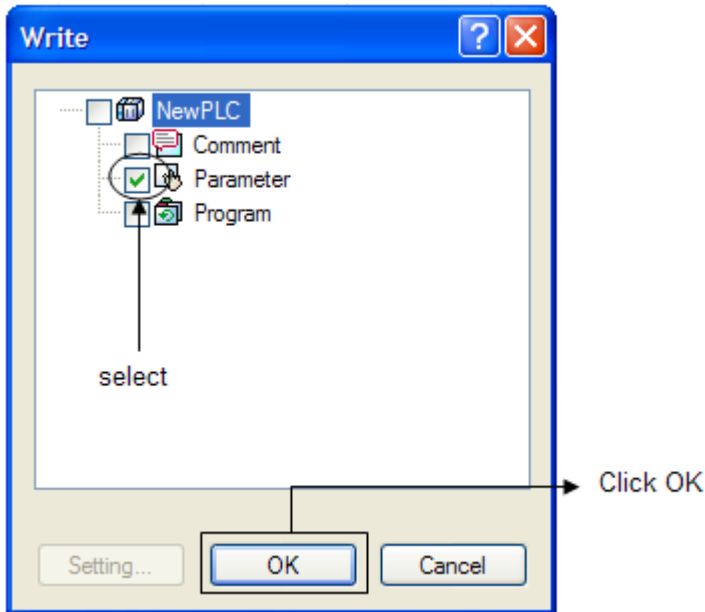 Write
NewPLC
Comment
Parameter
Program
select
Click OK
Setting...
OK
Cancel